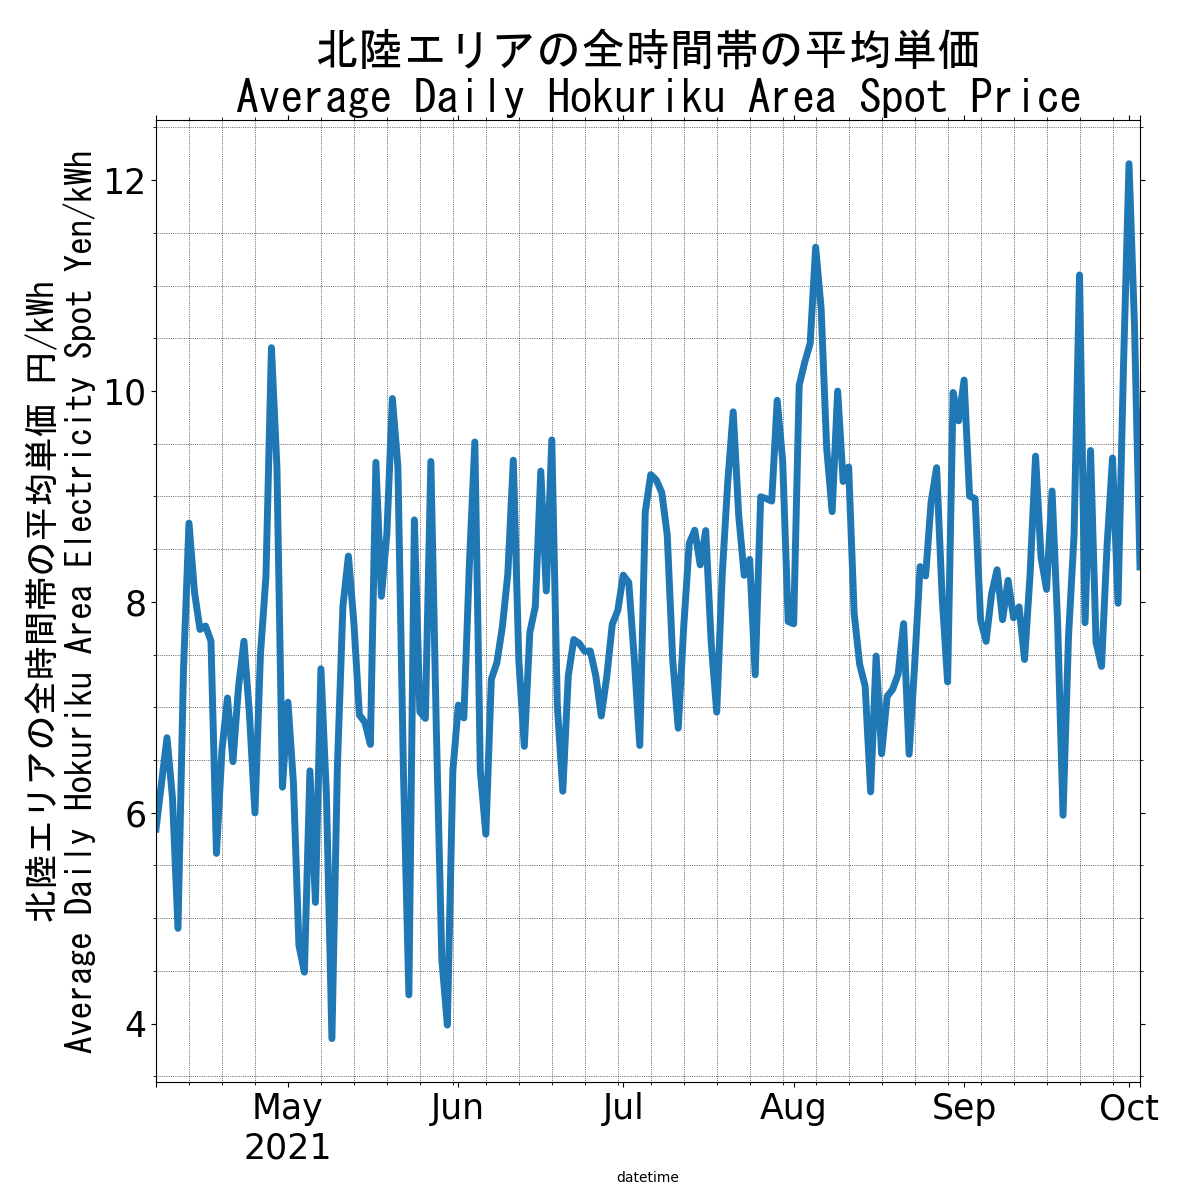 北陸エリアの全時間帯の平均単価
Average Daily Hokuriku Area Spot Price
北陸エリアの全時間帯の平均単価 円/kWh
Average Daily Hokuriku Area Electricity Spot Yen/kWh
12
10
8
6
4
May
2021
Jun
Jul
Aug
Sep
Oct
datetime